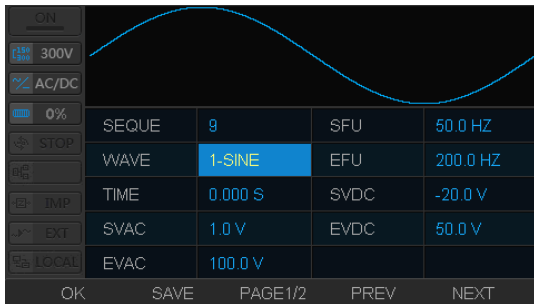 ON
150
300
300V
AC/DC
0%
STOP
IMP
EXT
LOCAL
SEQUE 9 SFU 50.0 HZ
WAVE 1-SINE EFU 200.0 HZ
TIME 0.000 S SVDC -20.0 V
SVAC 1.0 V EVDC 50.0 V
EVAC 100.0 V
OK SAVE PAGE1/2 PREV NEXT